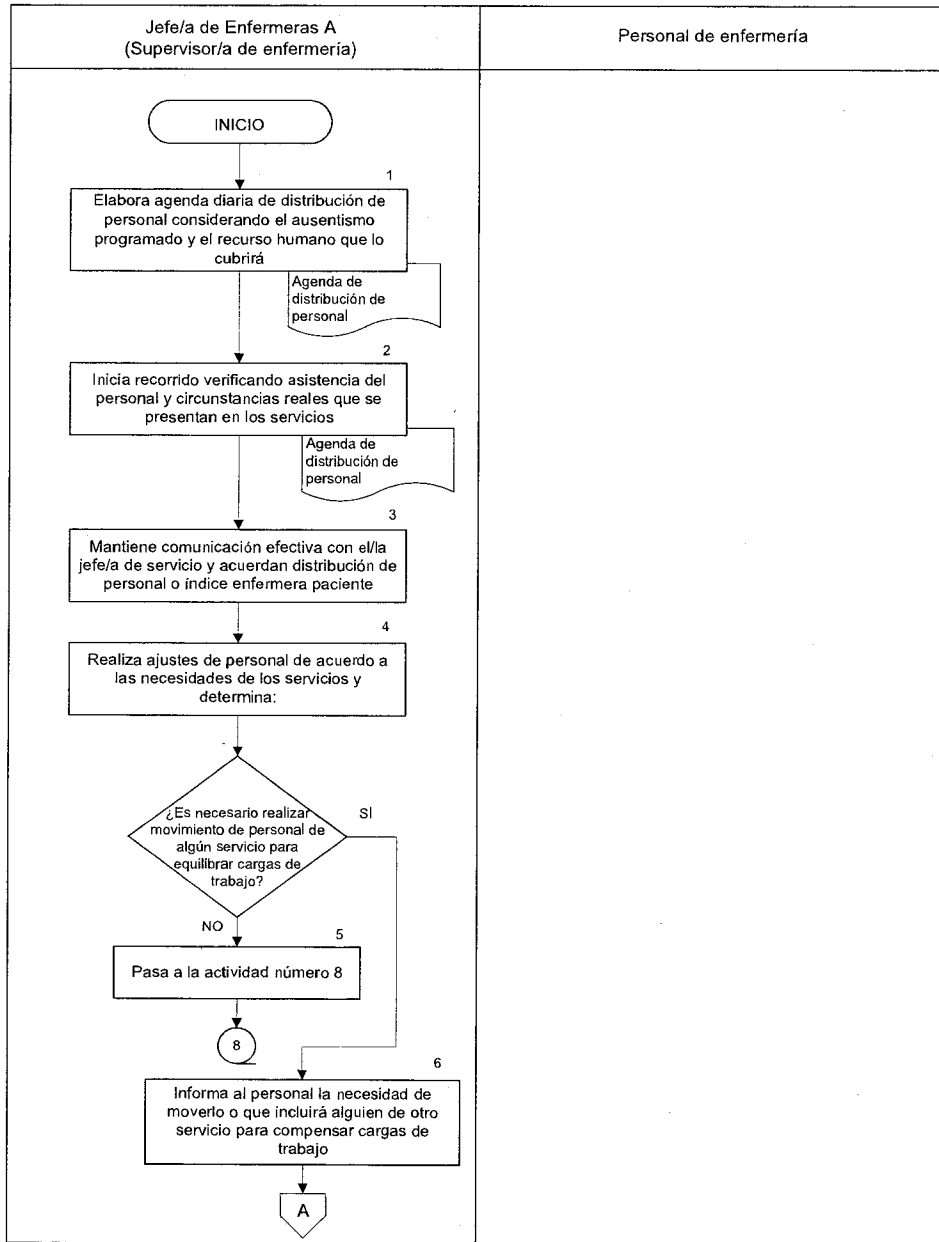 Jefe/a de Enfermeras A
(Supervisor/a de enfermería)
Personal de enfermería
INICIO
1
Elabora agenda diaria de distribución de
personal considerando el ausentismo
programado y el recurso humano que lo
cubrirá
Agenda de
distribución de
personal
2
Inicia recorrido verificando asistencia del
personal y circunstancias reales que se
presentan en los servicios
Agenda de
distribución de
personal
3
Mantiene comunicación efectiva con el/la
jefe/a de servicio y acuerdan distribución de
personal o índice enfermera paciente
4
Realiza ajustes de personal de acuerdo a
las necesidades de los servicios y
determina:
¿Es necesario realizar
movimiento de personal de
algún servicio para
equilibrar cargas de
trabajo?
SÍ
NO
5
Pasa a la actividad número 8
8
6
Informa al personal la necesidad de
moverlo o que incluirá alguien de otro
servicio para compensar cargas de
trabajo
A